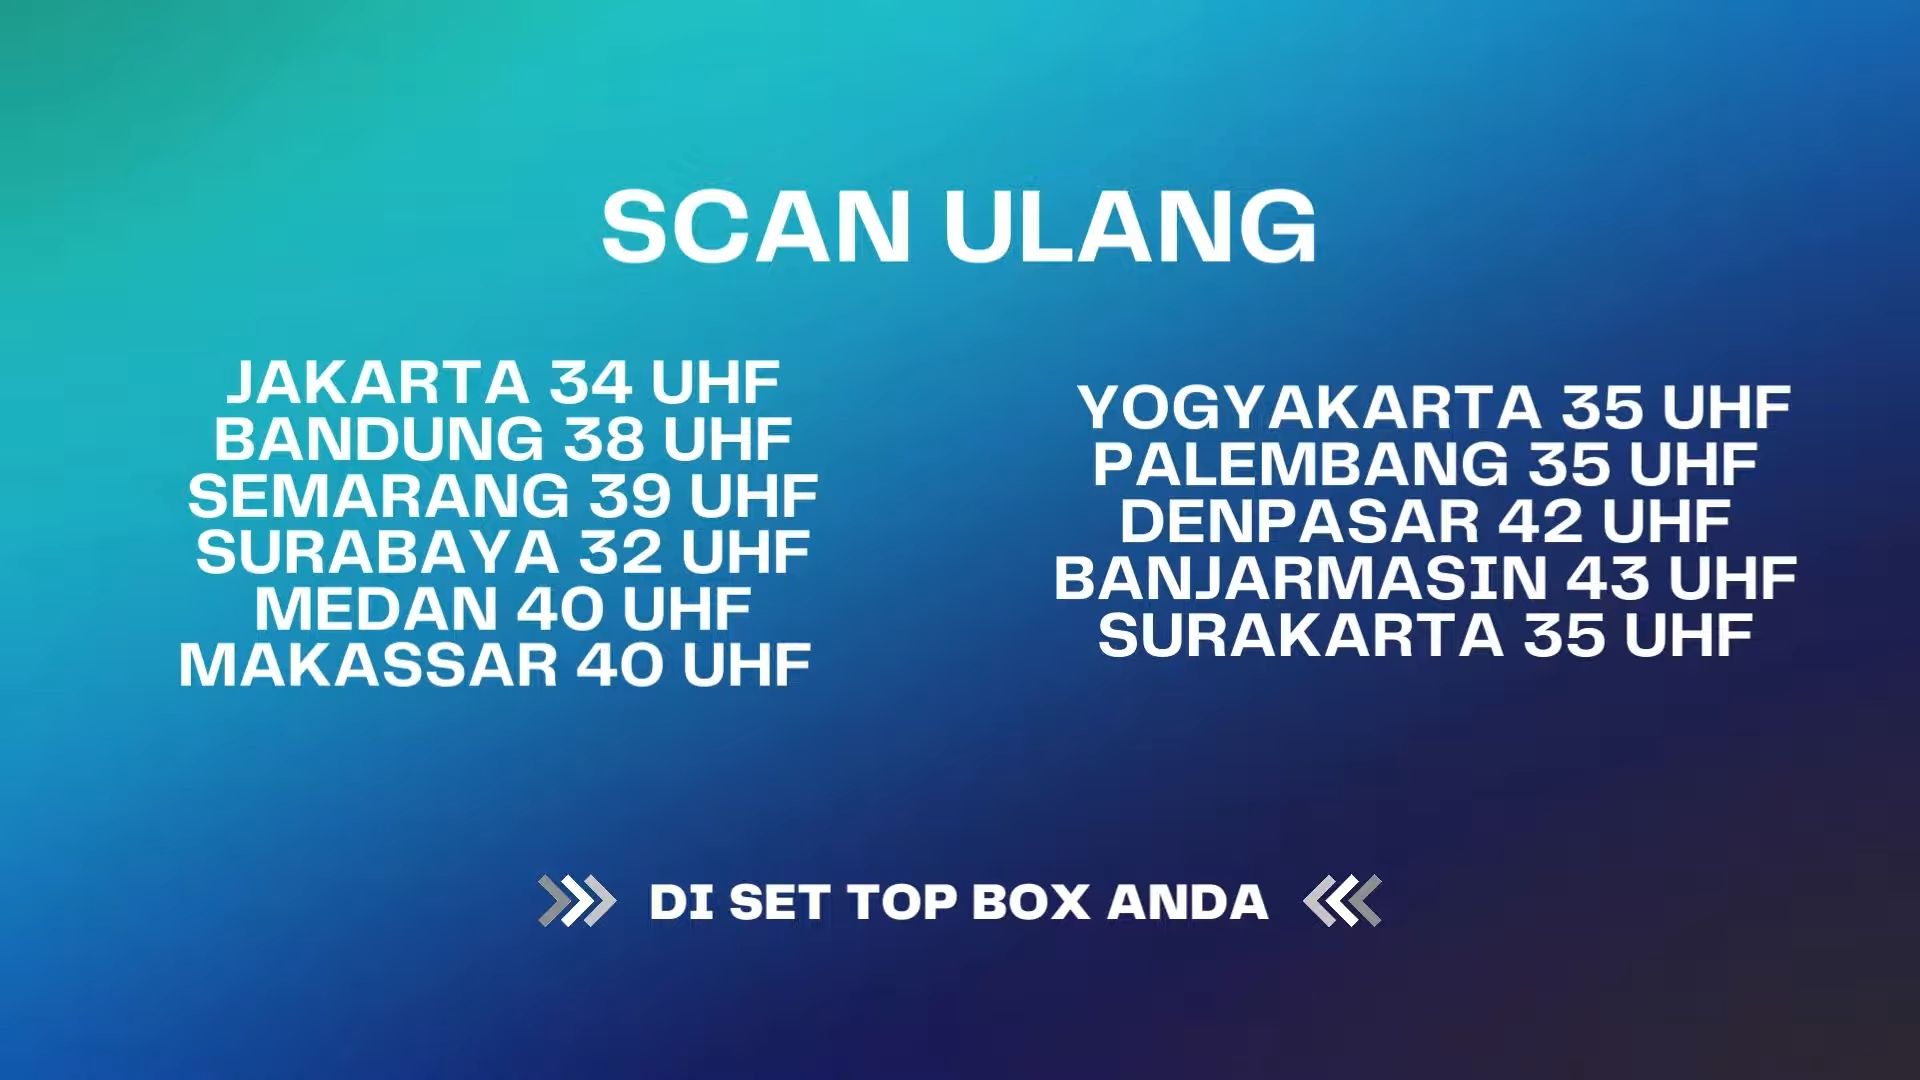 SCAN ULANG
JAKARTA 34 UHF
BANDUNG 38 UHF
SEMARANG 39 UHF
SURABAYA 32 UHF
MEDAN 40 UHF
MAKASSAR 40 UHF
YOGYAKARTA 35 UHF
PALEMBANG 35 UHF
DENPASAR 42 UHF
BANJARMASIN 43 UHF
SURAKARTA 35 UHF
DI SET TOP BOX ANDA